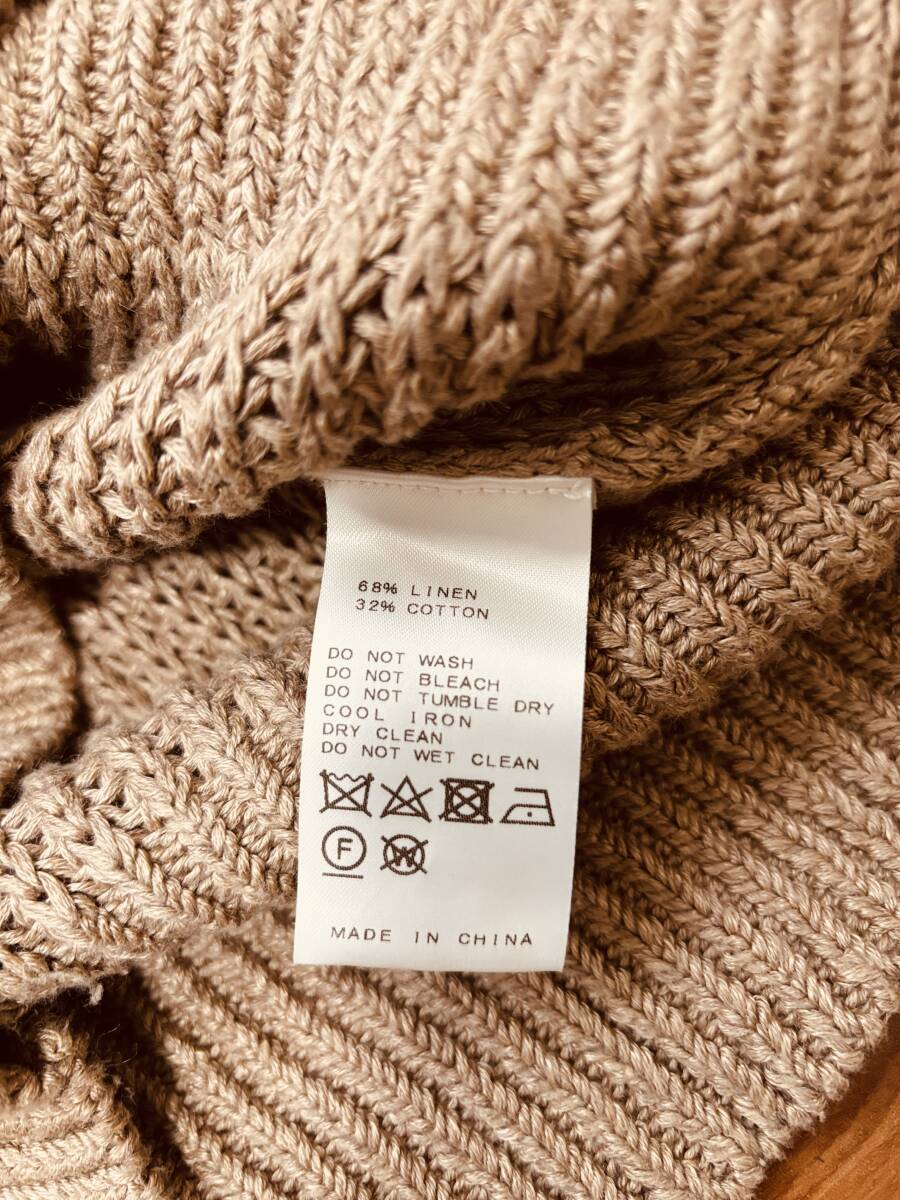 68% LINEN
32% COTTON
DO NOT WASH
DO NOT BLEACH
DO NOT TUMBLE DRY
COOL IRON
DRY CLEAN
DO NOT WET CLEAN
F W
MADE IN CHINA